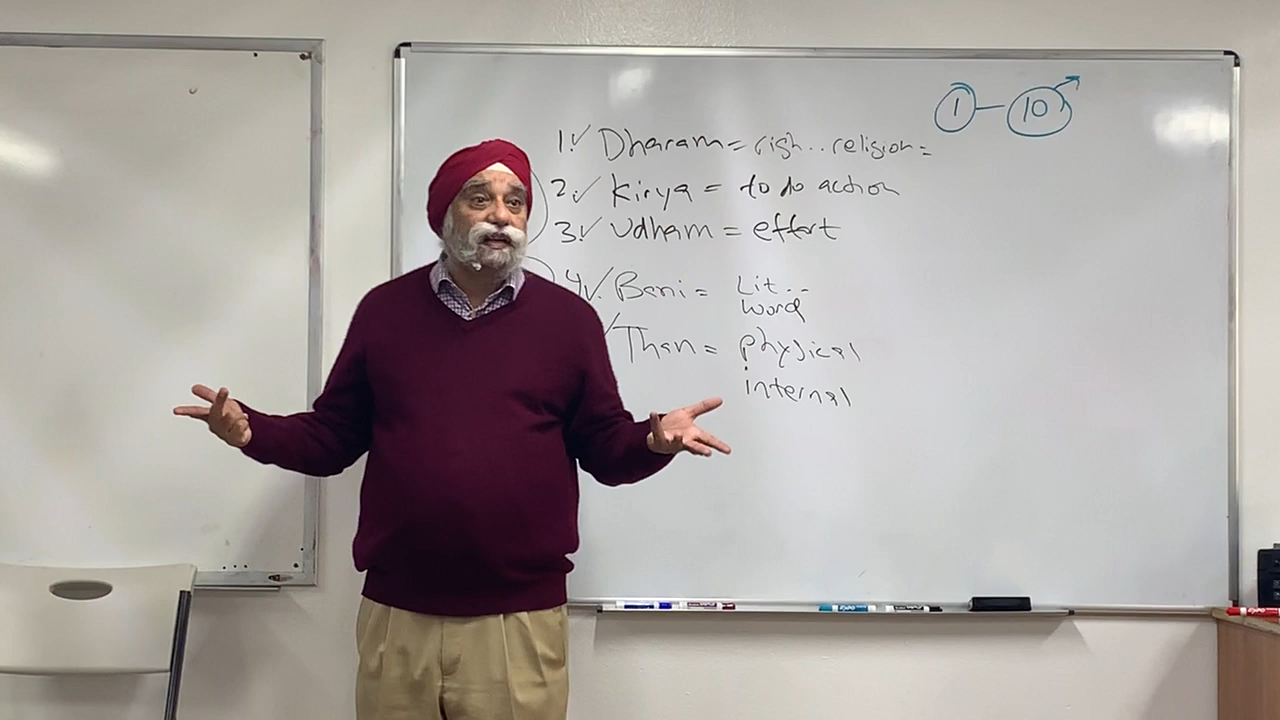 1 – 10
1. ✓ Dharam = righ.. religion =
2. ✓ Kirya = to do action
3. ✓ Udham = effort
4 ✓. Bani = Lit..
word
✓ Than = physical
internal